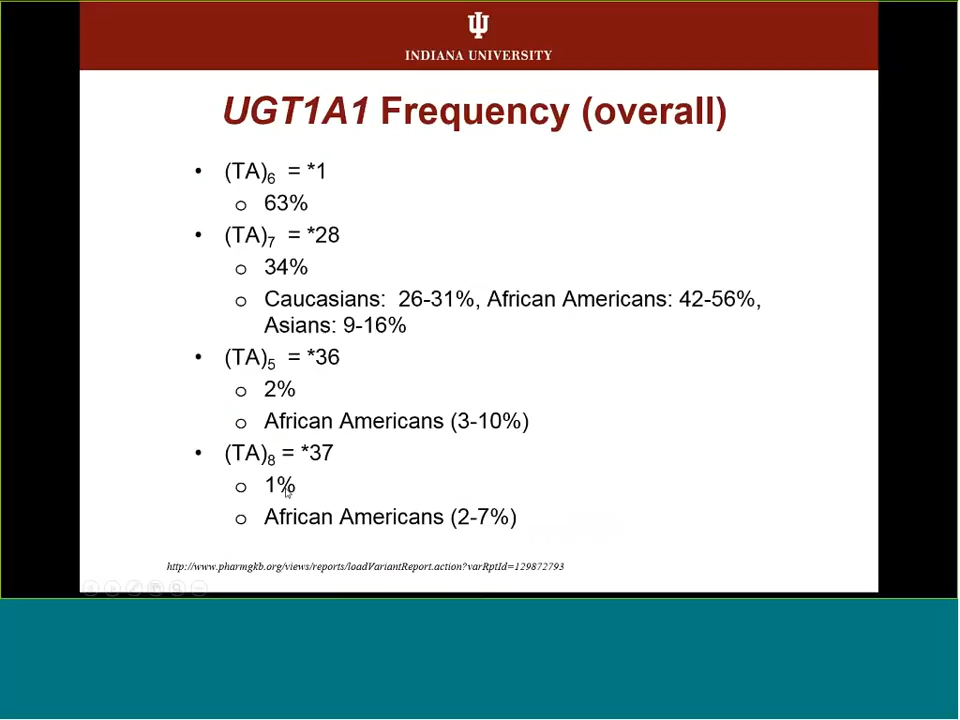 INDIANA UNIVERSITY
UGT1A1 Frequency (overall)
• (TA)₆ = *1
o 63%
• (TA)₇ = *28
o 34%
o Caucasians: 26-31%, African Americans: 42-56%,
Asians: 9-16%
• (TA)₅ = *36
o 2%
o African Americans (3-10%)
• (TA)₈ = *37
o 1%
o African Americans (2-7%)
http://www.pharmgkb.org/views/reports/loadVariantReport.action?varRptId=129872793